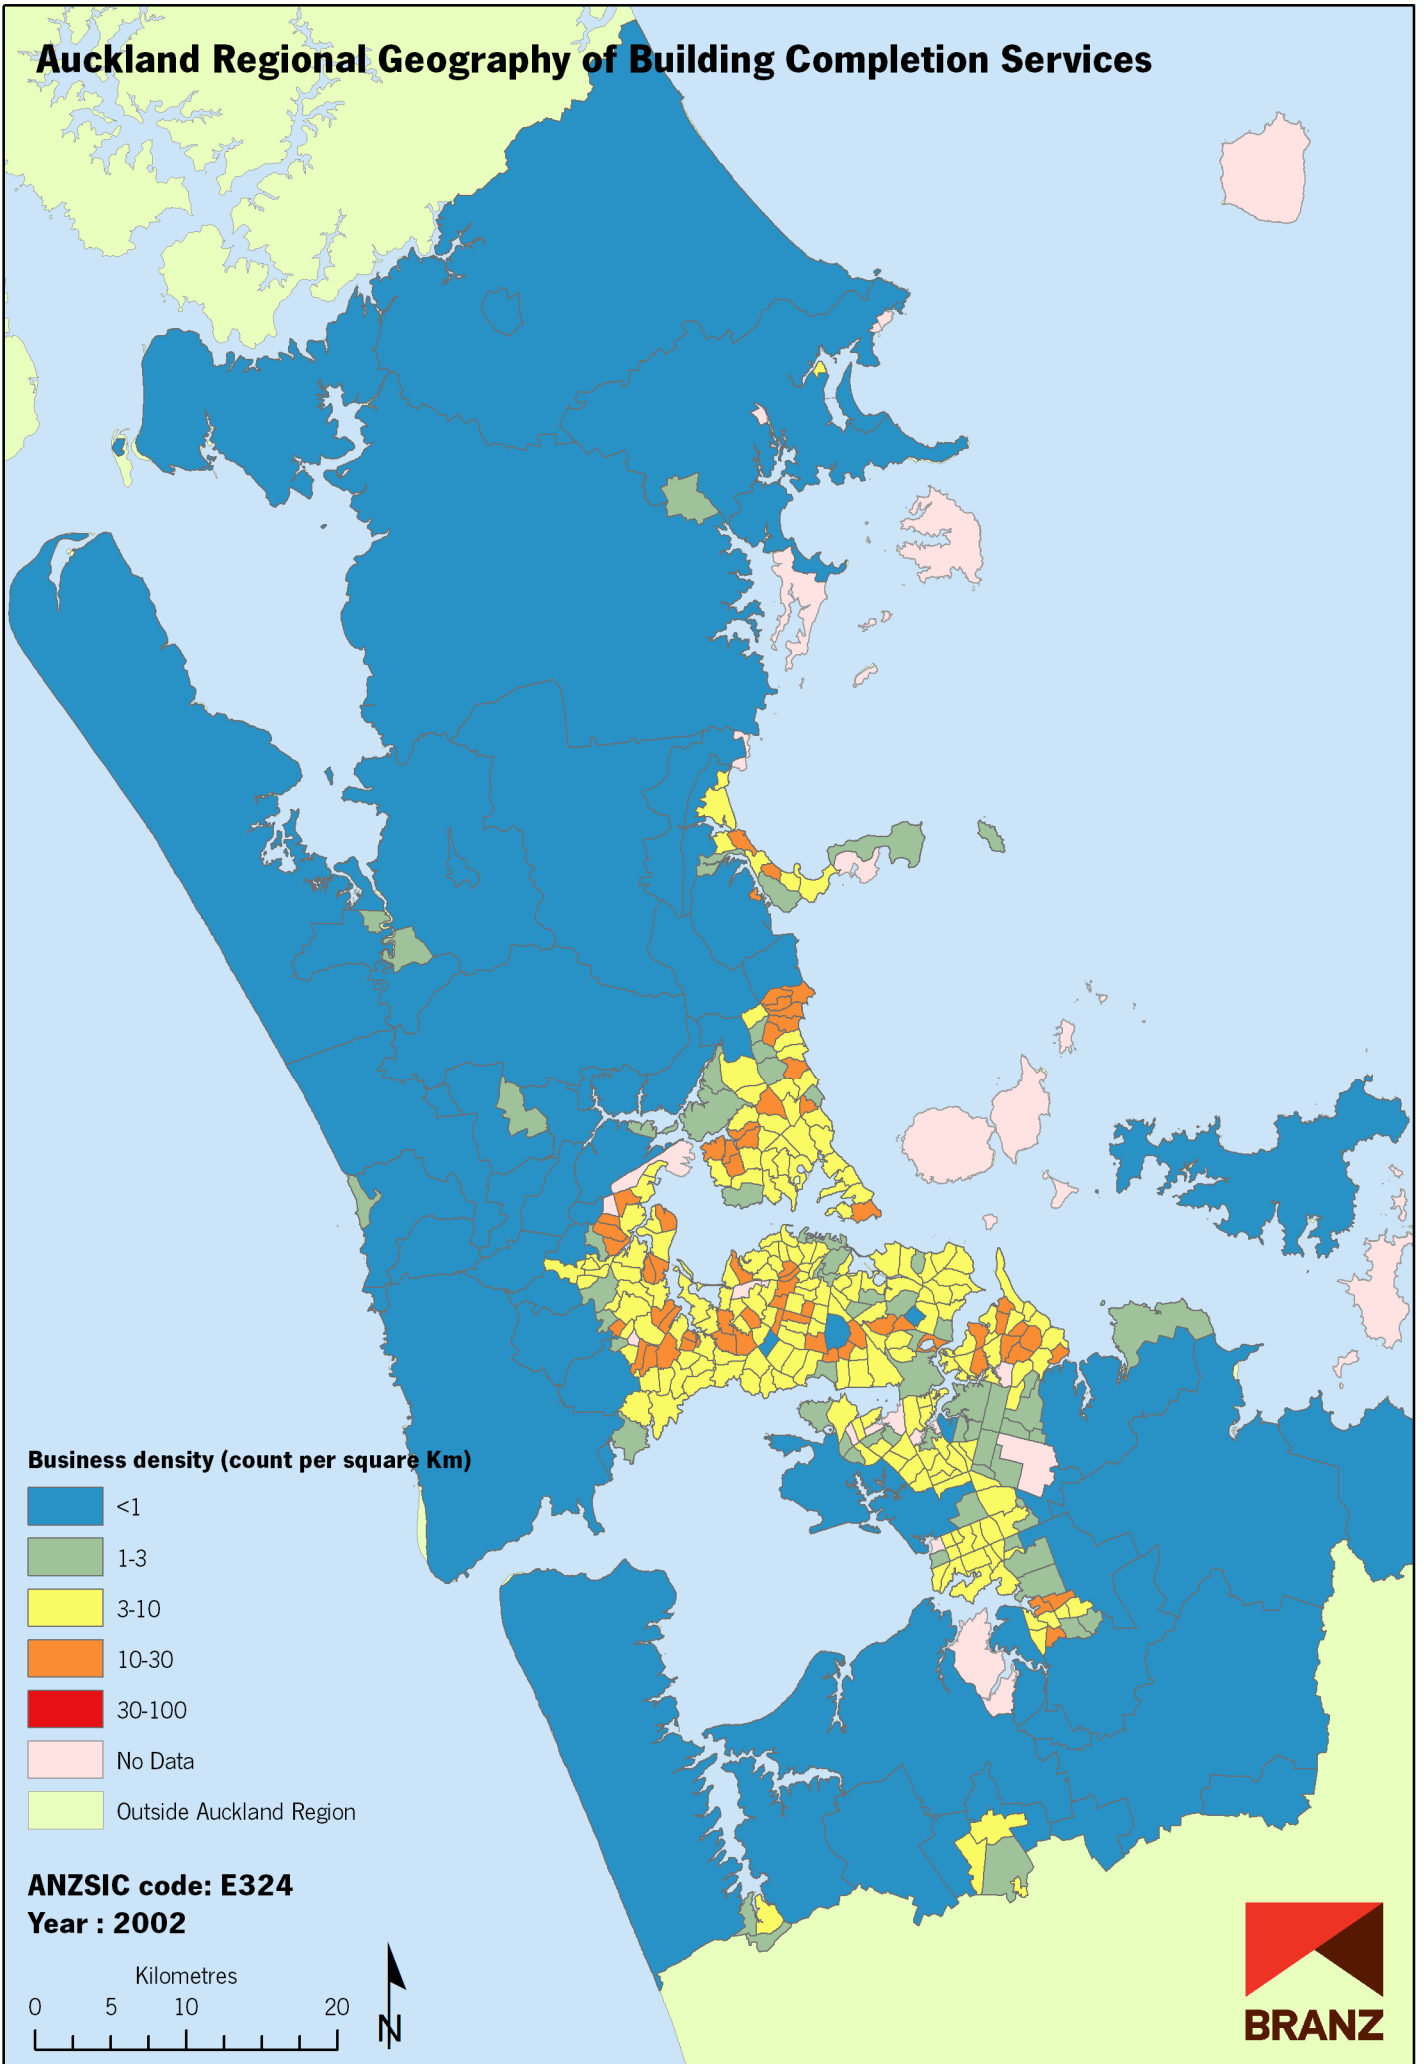 Auckland Regional Geography of Building Completion Services
Business density (count per square Km)
<1
1-3
3-10
10-30
30-100
No Data
Outside Auckland Region
ANZSIC code: E324
Year : 2002
Kilometres
0 5 10 20
N
BRANZ